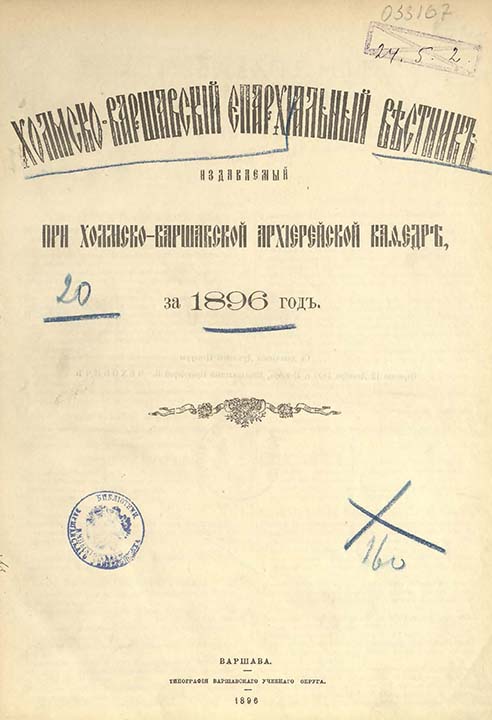 033167
24. 5. 2.
ХОЛМСКО-ВАРШАВСКІЙ ЕПАРХІАЛЬНЫЙ ВѢСТНИКЪ
ИЗДАВАЕМЫЙ
ПРИ ХОЛМСКО-ВАРШАВСКОЙ АРХІЕРЕЙСКОЙ КАѲЕДРѢ,
20
за 1896 годъ.
БИБЛІОТЕКИ
160
ВАРШАВА.
ТИПОГРАФІЯ ВАРШАВСКАГО УЧЕБНАГО ОКРУГА.
1896